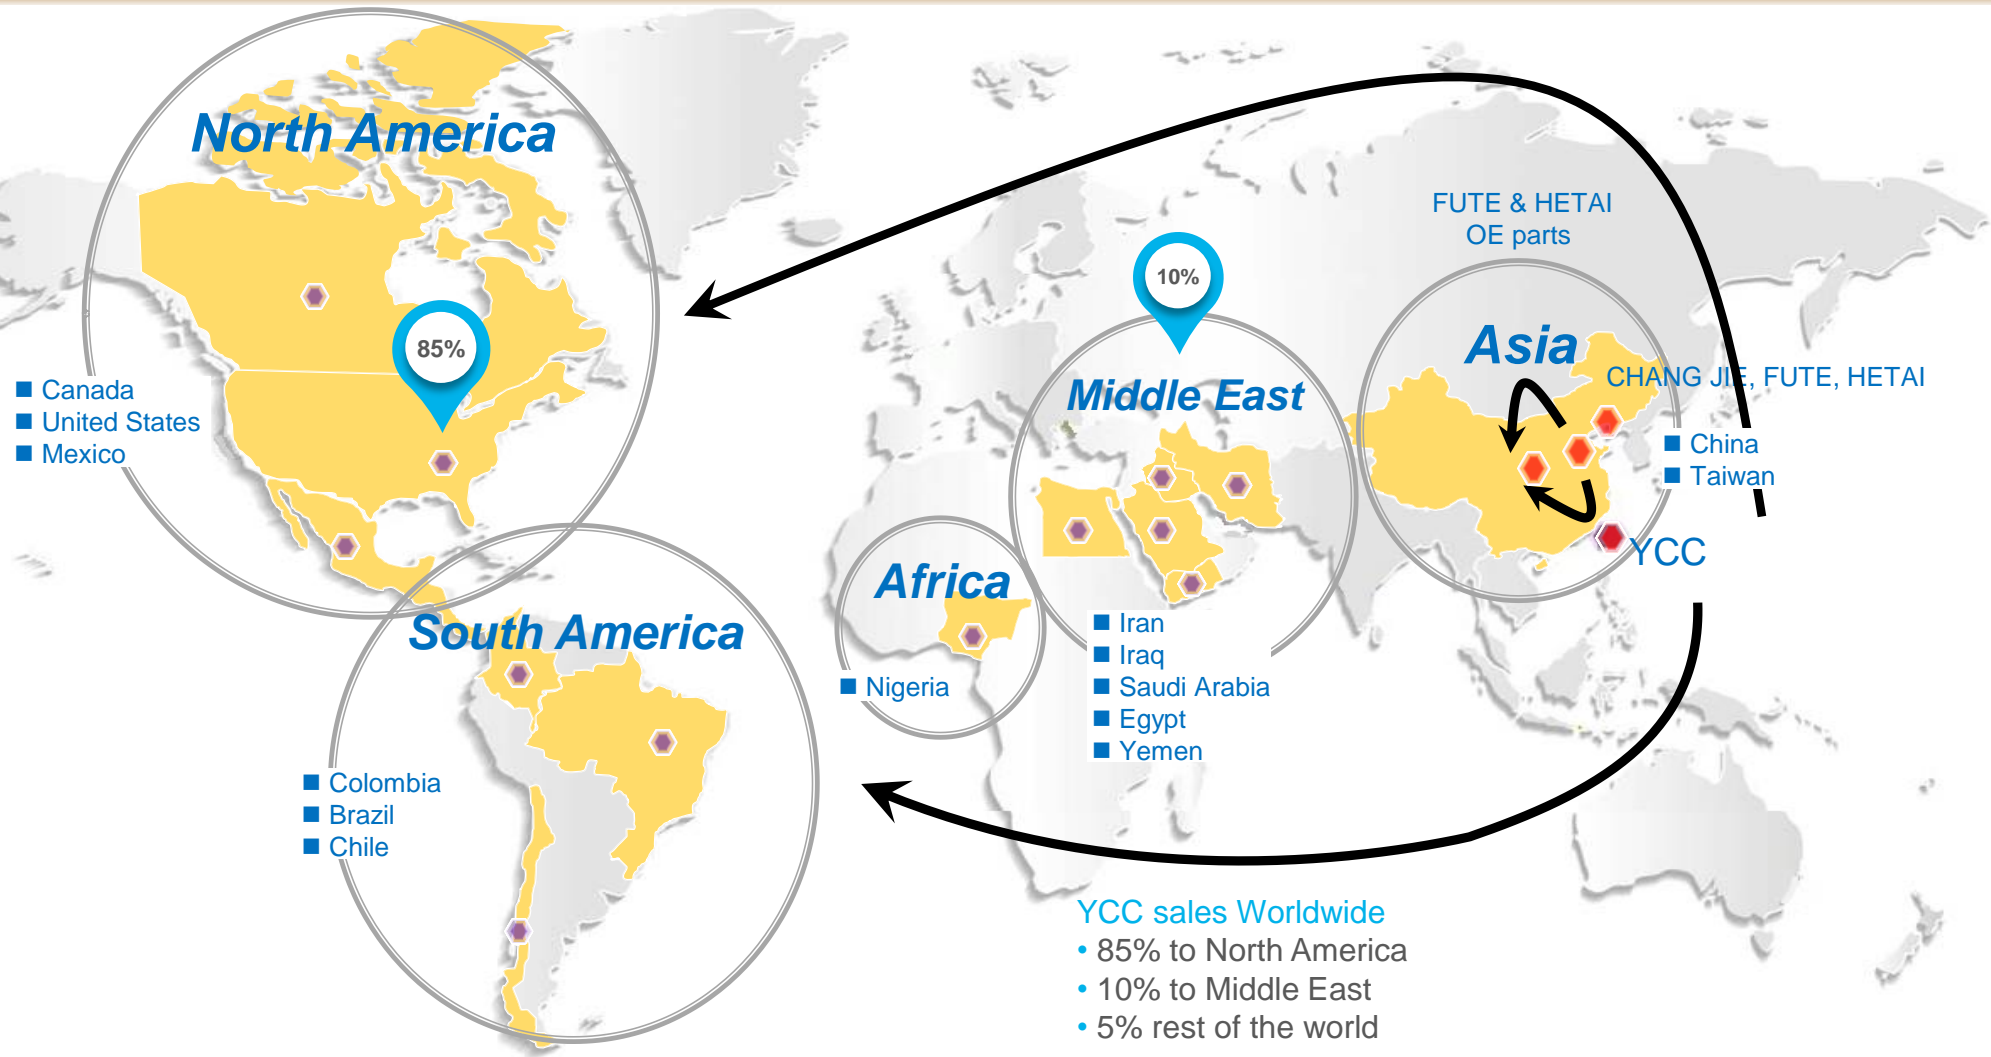 North America
85%
■ Canada
■ United States
■ Mexico
South America
■ Colombia
■ Brazil
■ Chile
Africa
■ Nigeria
10%
Middle East
■ Iran
■ Iraq
■ Saudi Arabia
■ Egypt
■ Yemen
FUTE & HETAI
OE parts
Asia
CHANG JIE, FUTE, HETAI
■ China
■ Taiwan
YCC
YCC sales Worldwide
• 85% to North America
• 10% to Middle East
• 5% rest of the world